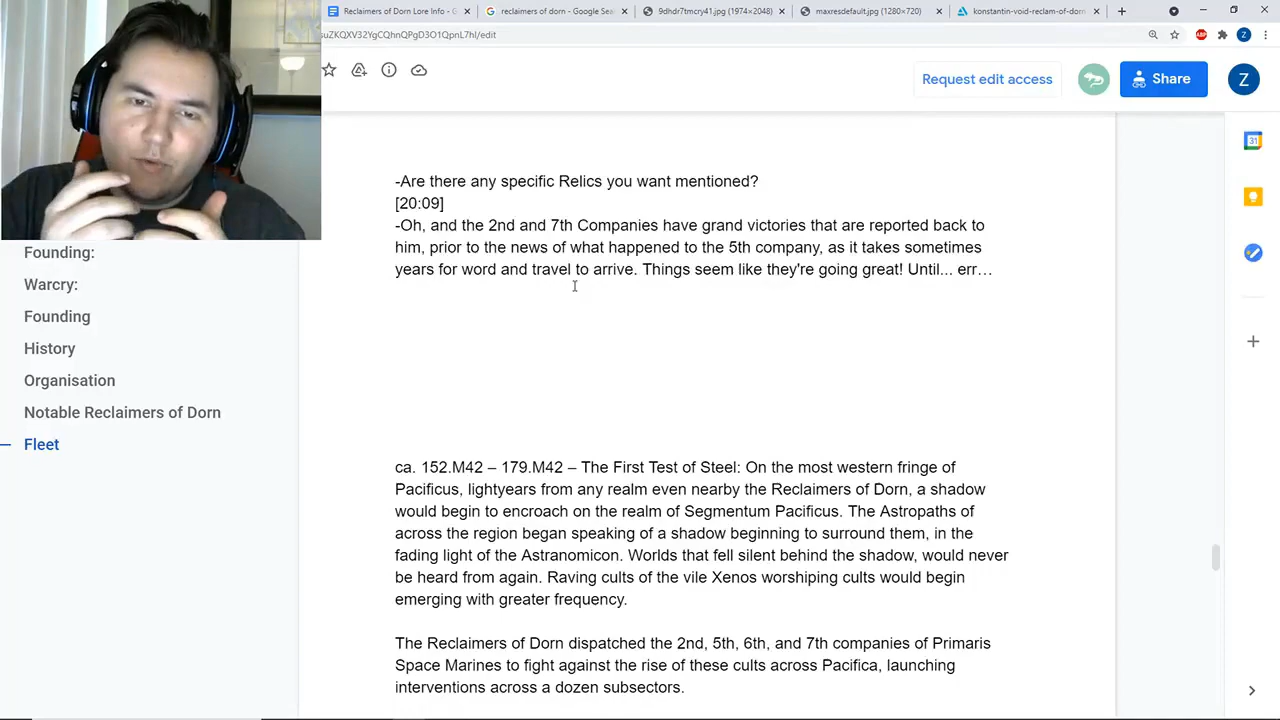 Reclaimers of Dorn Lore Info - G
reclaimers of dorn - Google Sea
9dhdr7tmcry41.jpg (1974×2048)
maxresdefault.jpg (1280×720)
konstantin-void-reclam-of-dorn
suZKQXV32YgCQhnQPgD3O1QpnL7hI/edit
ABP
Z
Request edit access
Share
Z
31
Founding:
Warcry:
Founding
History
Organisation
Notable Reclaimers of Dorn
Fleet
-Are there any specific Relics you want mentioned?
[20:09]
-Oh, and the 2nd and 7th Companies have grand victories that are reported back to
him, prior to the news of what happened to the 5th company, as it takes sometimes
years for word and travel to arrive. Things seem like they're going great! Until... err…
ca. 152.M42 – 179.M42 – The First Test of Steel: On the most western fringe of
Pacificus, lightyears from any realm even nearby the Reclaimers of Dorn, a shadow
would begin to encroach on the realm of Segmentum Pacificus. The Astropaths of
across the region began speaking of a shadow beginning to surround them, in the
fading light of the Astranomicon. Worlds that fell silent behind the shadow, would never
be heard from again. Raving cults of the vile Xenos worshiping cults would begin
emerging with greater frequency.
The Reclaimers of Dorn dispatched the 2nd, 5th, 6th, and 7th companies of Primaris
Space Marines to fight against the rise of these cults across Pacifica, launching
interventions across a dozen subsectors.